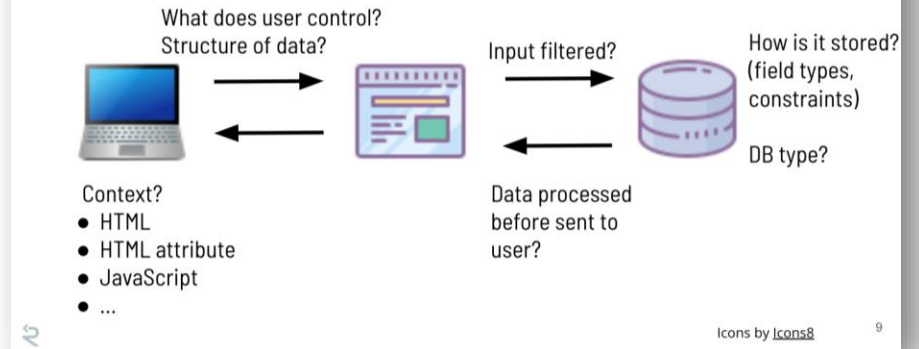 What does user control?
Structure of data?
Input filtered?
How is it stored?
(field types,
constraints)
DB type?
Context?
● HTML
● HTML attribute
● JavaScript
● ...
Data processed
before sent to
user?
Icons by Icons8
9